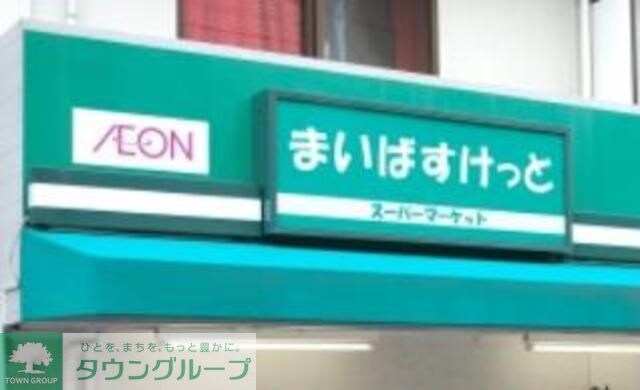 ÆON
まいばすけっと
スーパーマーケット
ひとを、まちを、もっと豊かに。
タウングループ
TOWN GROUP